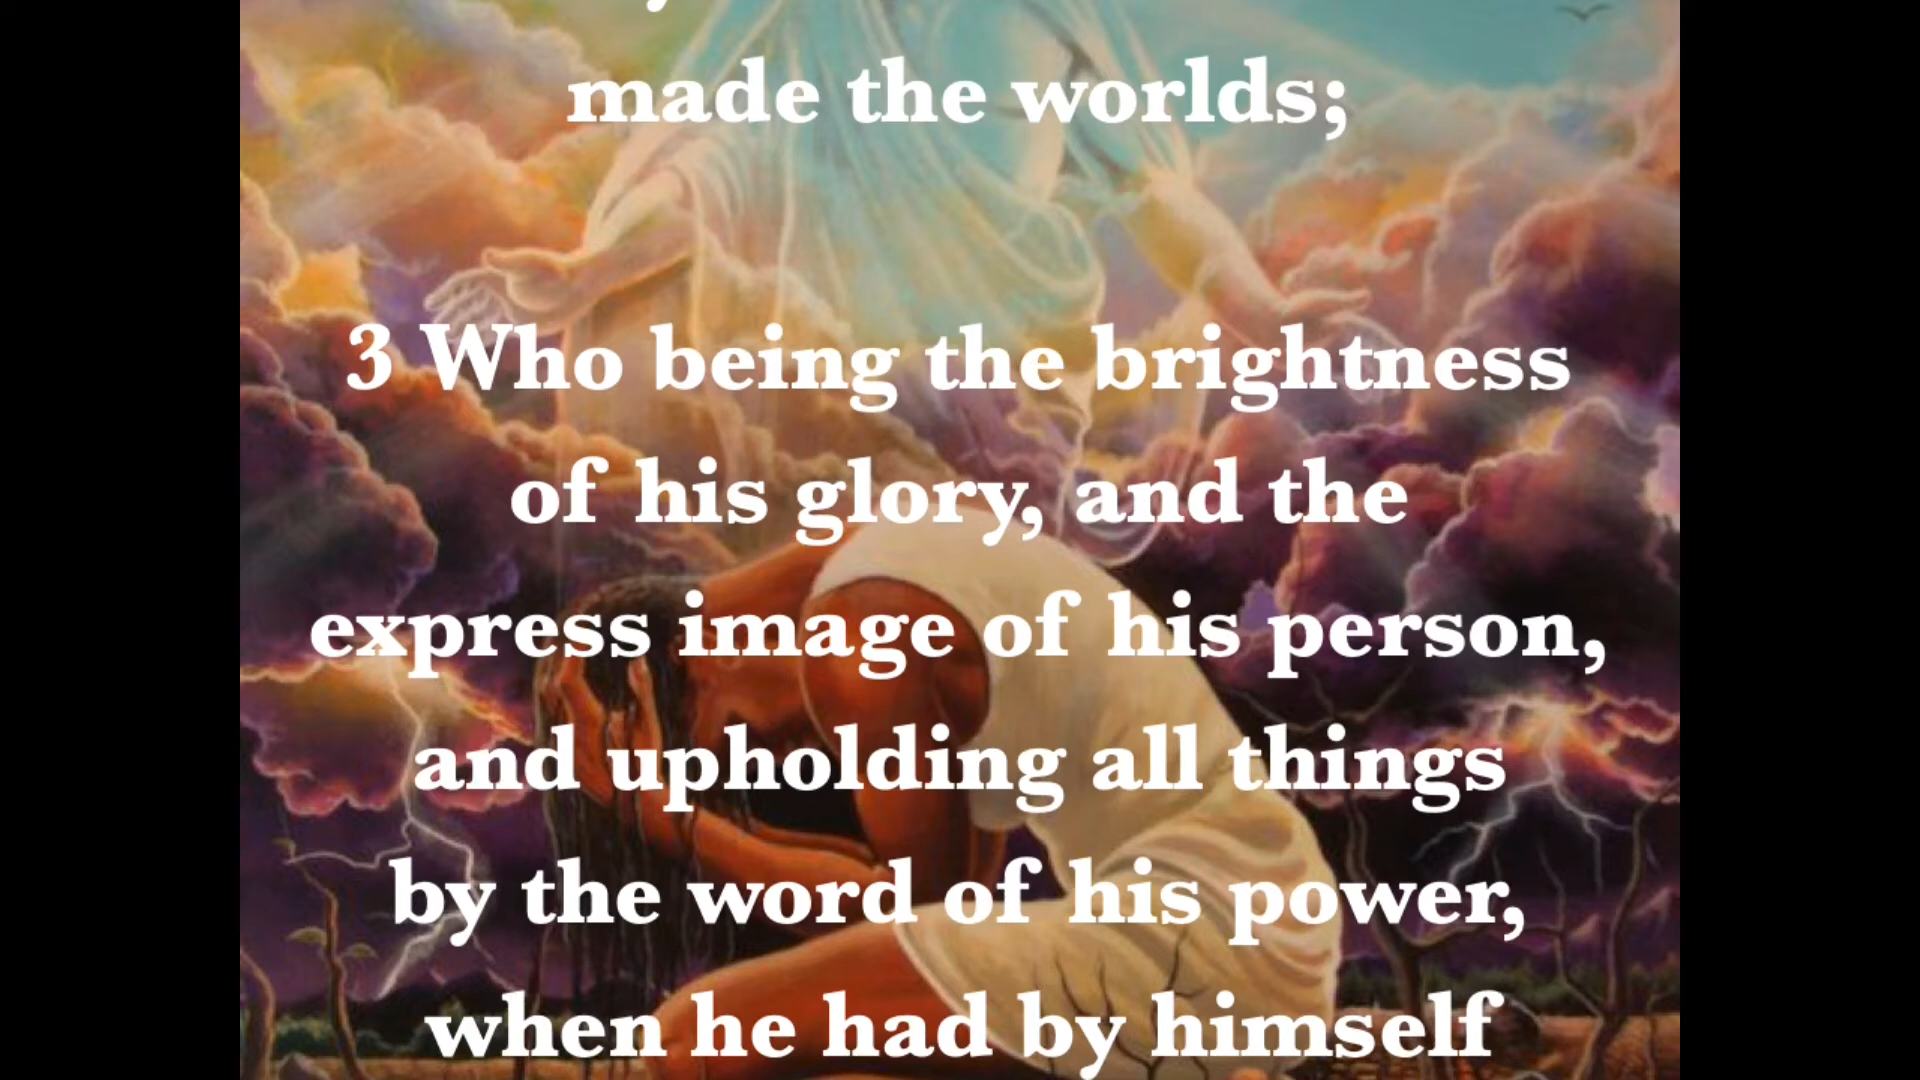 made the worlds;
3 Who being the brightness
of his glory, and the
express image of his person,
and upholding all things
by the word of his power,
when he had by himself